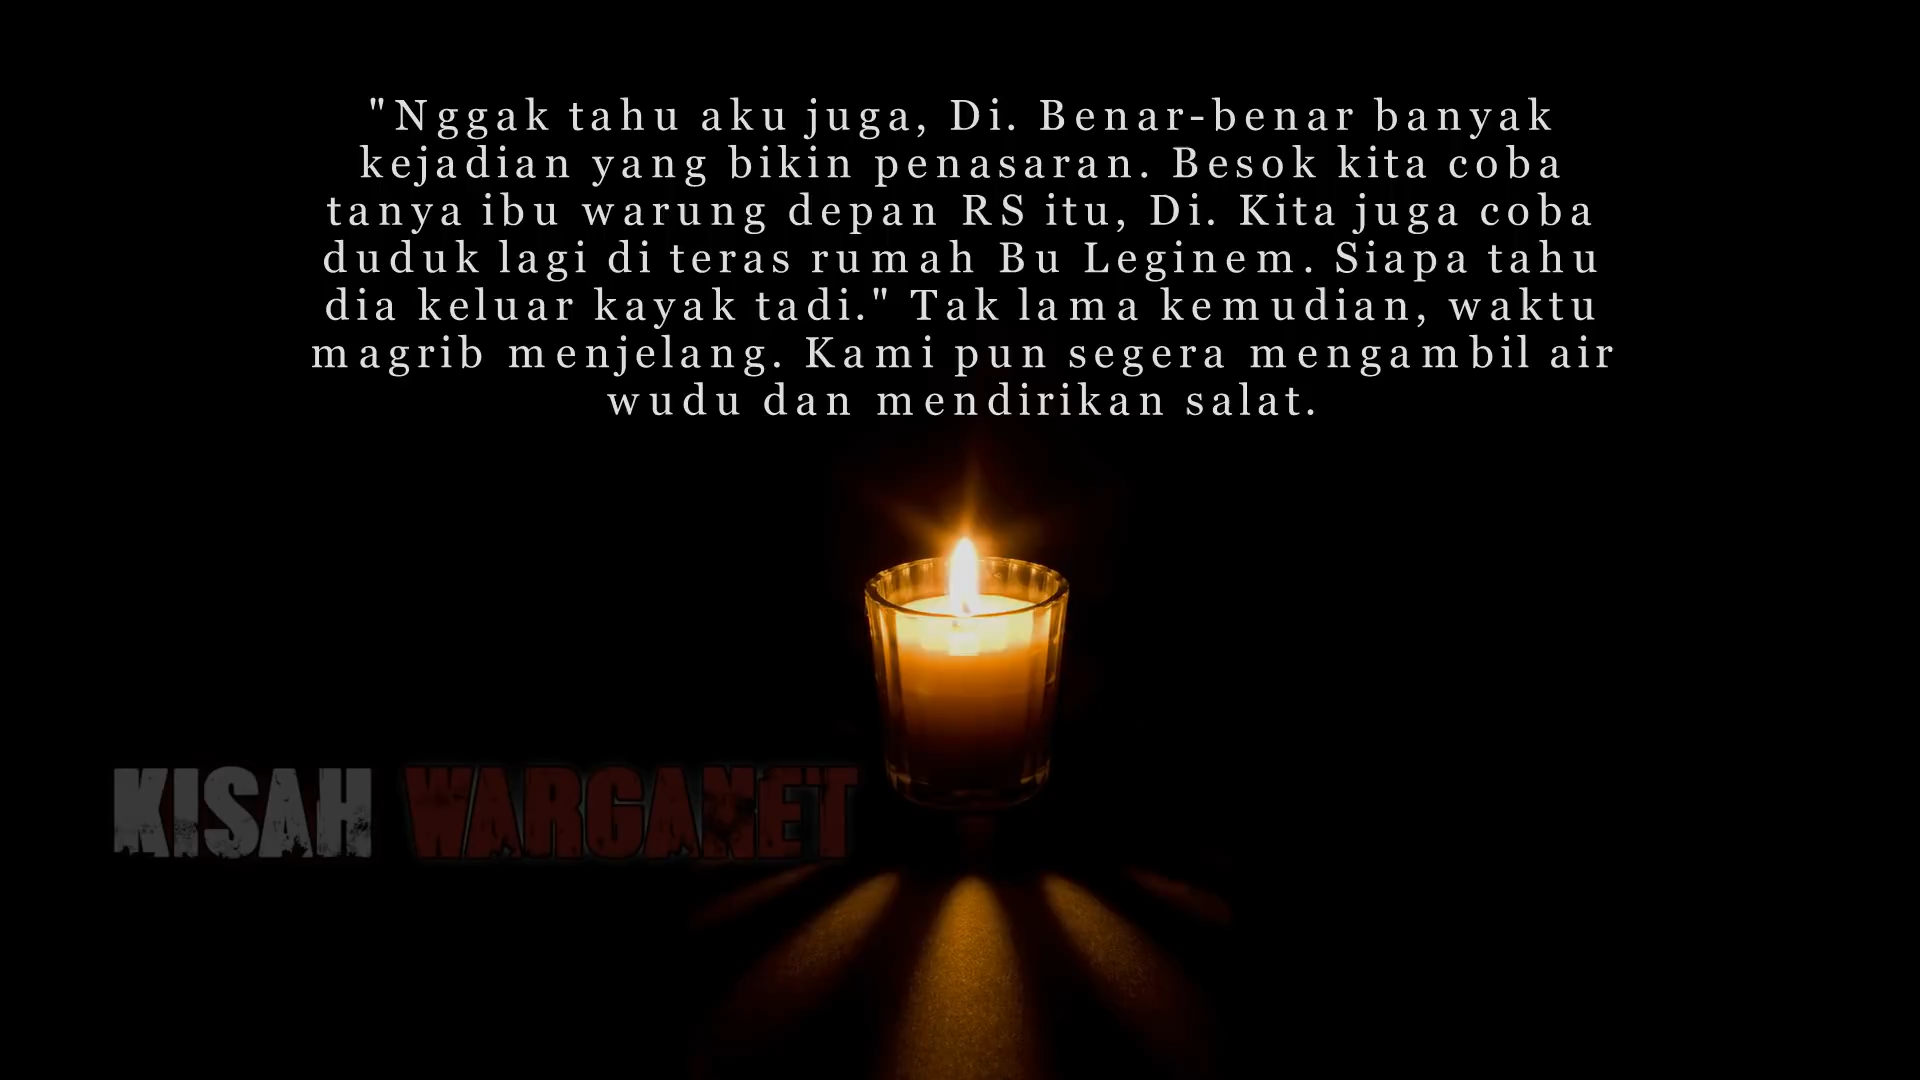 "Nggak tahu aku juga, Di. Benar-benar banyak
kejadian yang bikin penasaran. Besok kita coba
tanya ibu warung depan RS itu, Di. Kita juga coba
duduk lagi di teras rumah Bu Leginem. Siapa tahu
dia keluar kayak tadi." Tak lama kemudian, waktu
magrib menjelang. Kami pun segera mengambil air
wudu dan mendirikan salat.
KISAH WARGANET